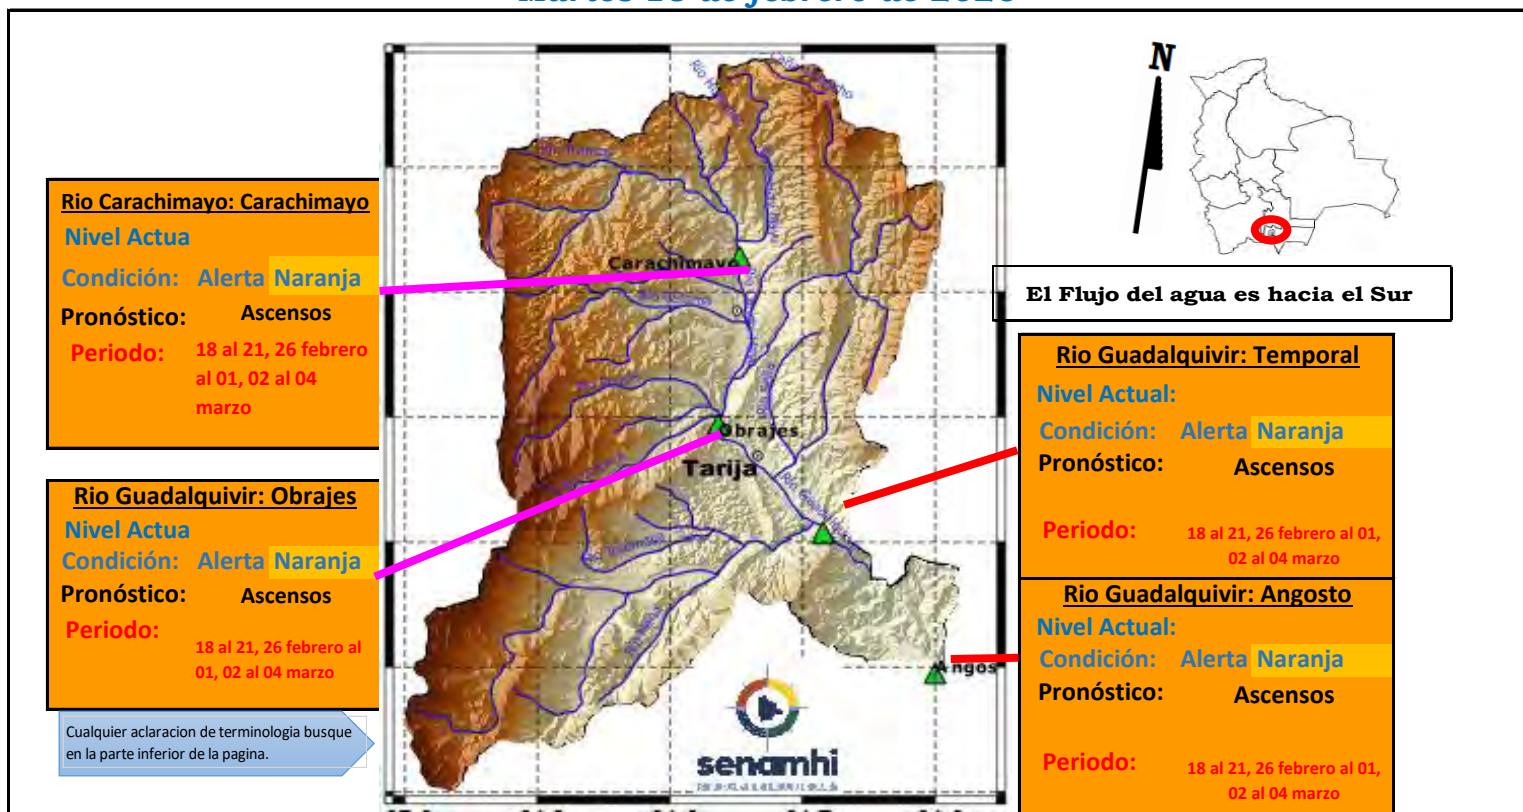 N
Rio Carachimayo: Carachimayo
Nivel Actua
Condición: Alerta Naranja
Pronóstico: Ascensos
Periodo: 18 al 21, 26 febrero
al 01, 02 al 04
marzo
Rio Guadalquivir: Obrajes
Nivel Actua
Condición: Alerta Naranja
Pronóstico: Ascensos
Periodo:
18 al 21, 26 febrero al
01, 02 al 04 marzo
Cualquier aclaracion de terminologia busque
en la parte inferior de la pagina.
Carachimayo
Obrajes
Tarija
Angos
senamhi
El Flujo del agua es hacia el Sur
Rio Guadalquivir: Temporal
Nivel Actual:
Condición: Alerta Naranja
Pronóstico: Ascensos
Periodo: 18 al 21, 26 febrero al 01,
02 al 04 marzo
Rio Guadalquivir: Angosto
Nivel Actual:
Condición: Alerta Naranja
Pronóstico: Ascensos
Periodo: 18 al 21, 26 febrero al 01,
02 al 04 marzo